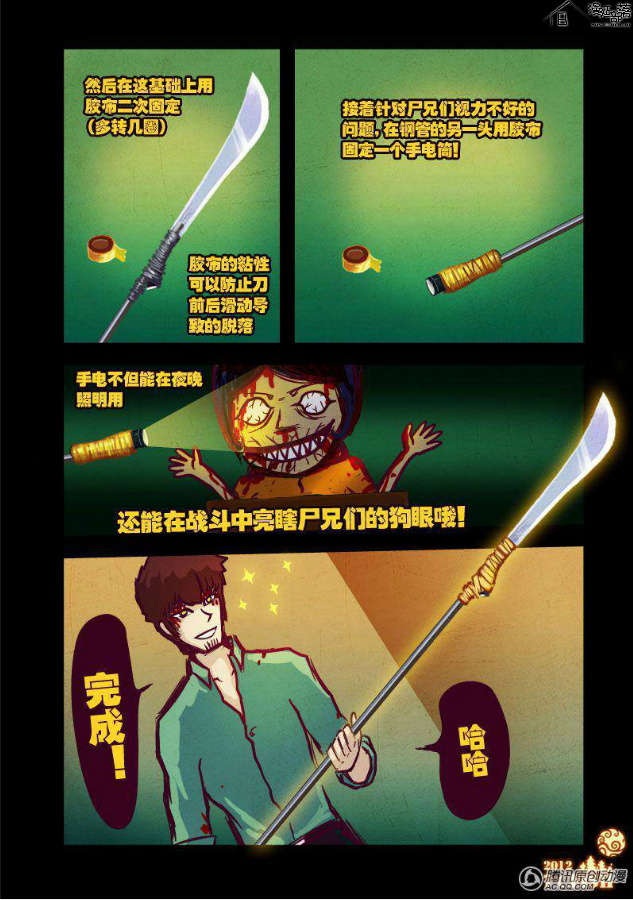 漫画部落
然后在这基础上用
胶布二次固定
（多转几圈）
胶布的粘性
可以防止刀
前后滑动导
致的脱落
接着针对尸兄们视力不好的
问题，在钢管的另一头用胶布
固定一个手电筒！
手电不但能在夜晚
照明用
还能在战斗中亮瞎尸兄们的狗眼哦！
完成！
哈哈
2012
腾讯原创动漫
AC.QQ.COM